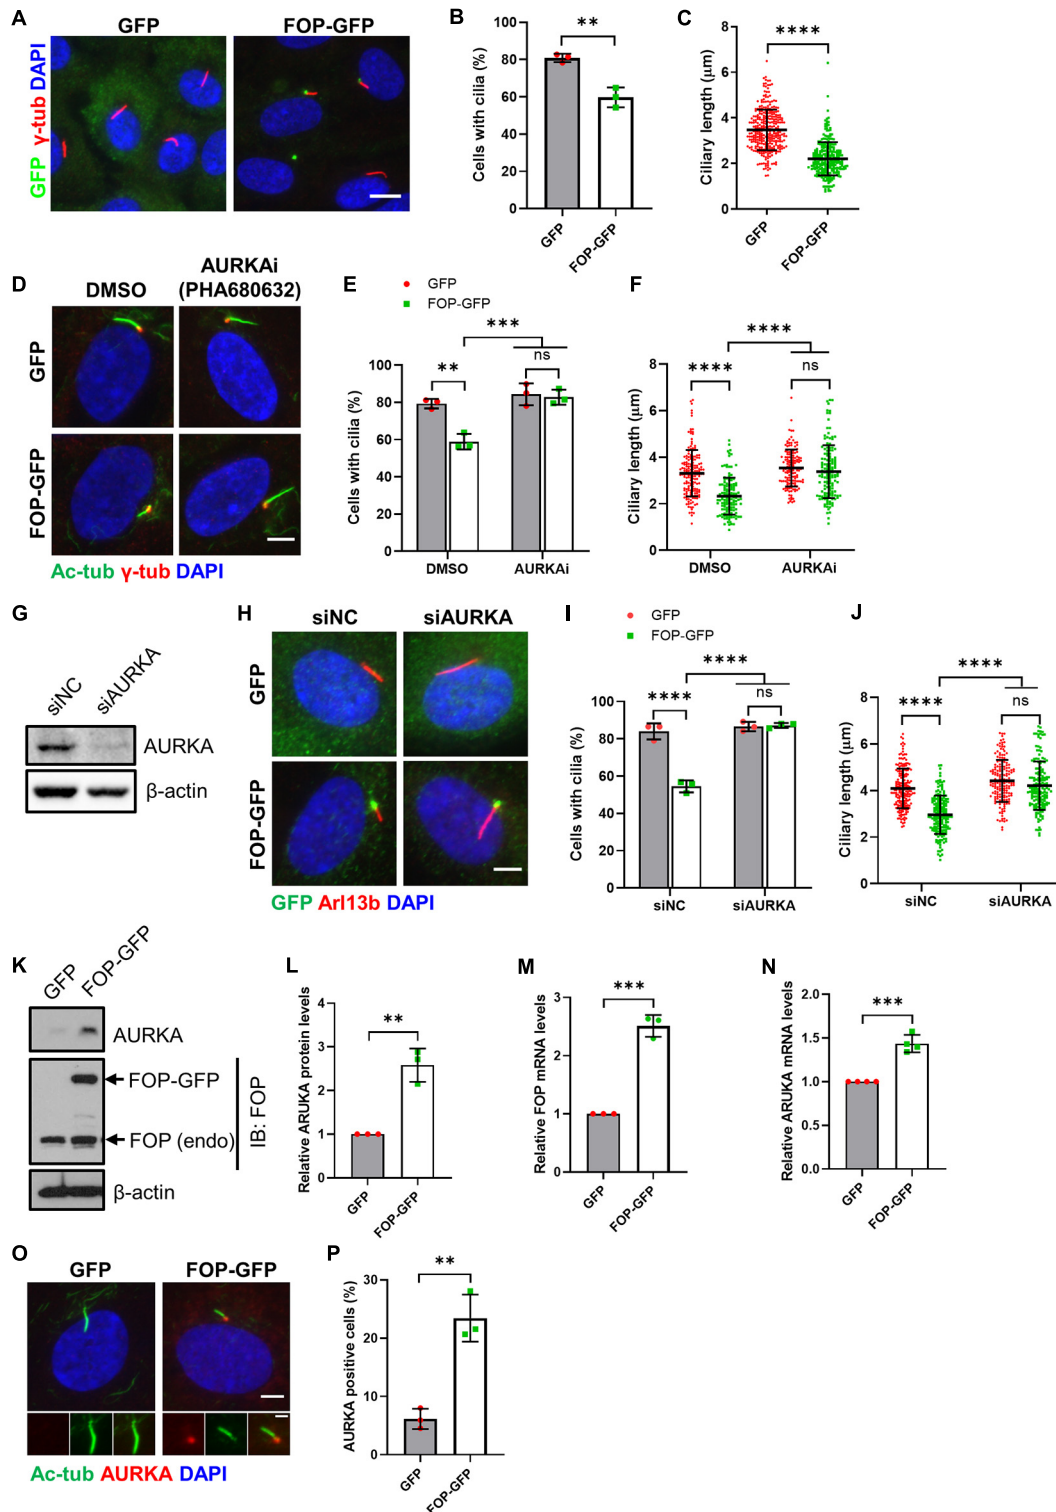 A
GFP
FOP-GFP
GFP γ-tub DAPI
B
Cells with cilia (%)
100
80
60
40
20
0
**
GFP
FOP-GFP
C
Ciliary length (μm)
8
6
4
2
0
****
GFP
FOP-GFP
D
DMSO
AURKAi
(PHA680632)
GFP
FOP-GFP
Ac-tub γ-tub DAPI
E
GFP
FOP-GFP
Cells with cilia (%)
100
80
60
40
20
0
***
**
ns
DMSO
AURKAi
F
Ciliary length (μm)
8
6
4
2
0
****
****
ns
DMSO
AURKAi
G
siNC
siAURKA
AURKA
β-actin
H
siNC
siAURKA
GFP
FOP-GFP
GFP Arl13b DAPI
I
GFP
FOP-GFP
Cells with cilia (%)
100
80
60
40
20
0
****
****
ns
siNC
siAURKA
J
Ciliary length (μm)
8
6
4
2
0
****
****
ns
siNC
siAURKA
K
GFP
FOP-GFP
AURKA
FOP-GFP
FOP (endo)
IB: FOP
β-actin
L
Relative ARUKA protein levels
4
3
2
1
0
**
GFP
FOP-GFP
M
Relative FOP mRNA levels
3
2
1
0
***
GFP
FOP-GFP
N
Relative ARUKA mRNA levels
2.0
1.5
1.0
0.5
0.0
***
GFP
FOP-GFP
O
GFP
FOP-GFP
Ac-tub AURKA DAPI
P
AURKA positive cells (%)
30
20
10
0
**
GFP
FOP-GFP